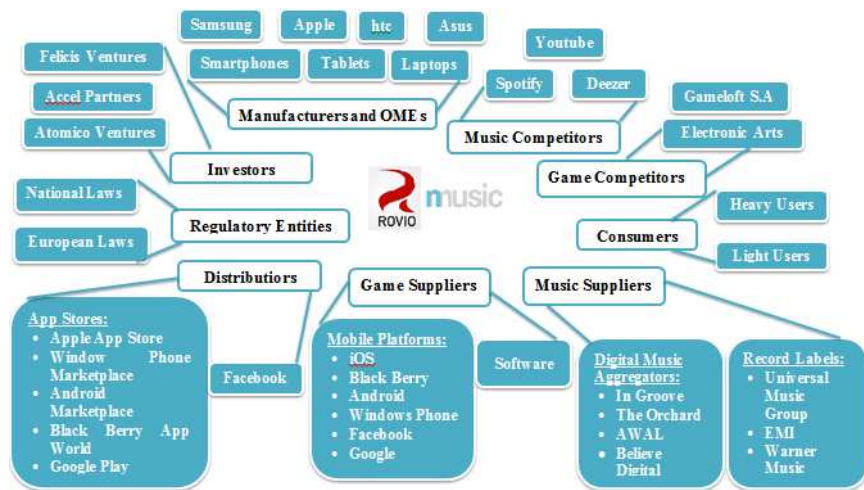 Samsung
Apple
htc
Asus
Youtube
Felicis Ventures
Smartphones
Tablets
Laptops
Spotify
Deezer
Accel Partners
Gameloft S.A
Manufacturers and OMEs
Music Competitors
Atomico Ventures
Electronic Arts
Investors
Game Competitors
National Laws
ROVIO
music
Heavy Users
Regulatory Entities
Consumers
European Laws
Light Users
Distributiors
Game Suppliers
Music Suppliers
App Stores:
• Apple App Store
• Window Phone
Marketplace
• Android
Marketplace
• Black Berry App
World
• Google Play
Facebook
Mobile Platforms:
• iOS
• Black Berry
• Android
• Windows Phone
• Facebook
• Google
Software
Digital Music
Aggregators:
• In Groove
• The Orchard
• AWAL
• Believe
Digital
Record Labels:
• Universal
Music
Group
• EMI
• Warner
Music